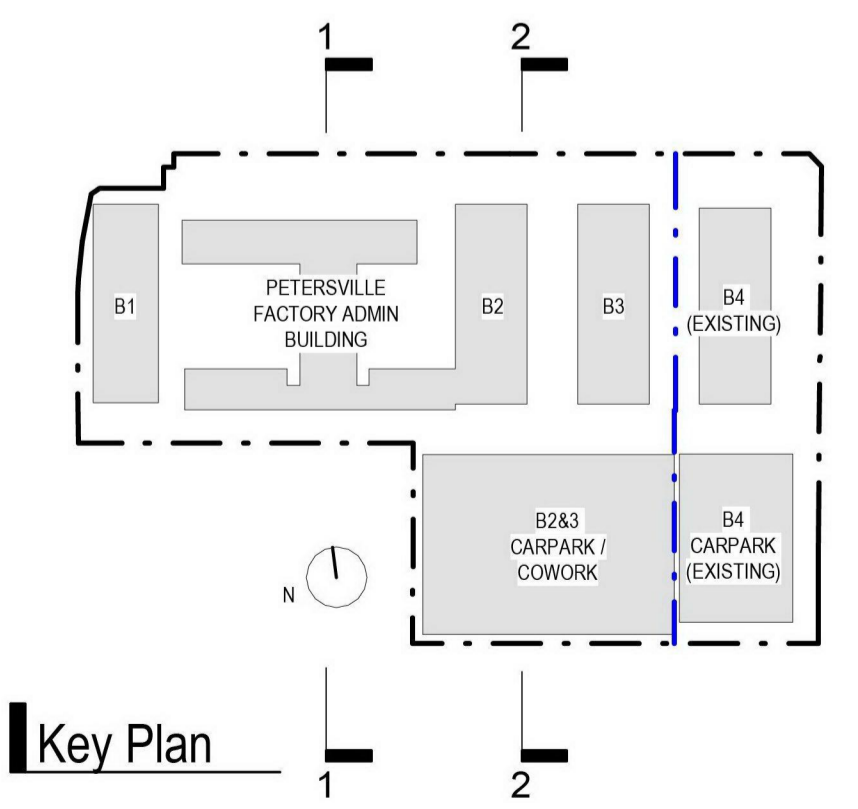 1
2
B1
PETERSVILLE
FACTORY ADMIN
BUILDING
B2
B3
B4
(EXISTING)
B2&3
CARPARK /
COWORK
B4
CARPARK
(EXISTING)
N
Key Plan
1
2